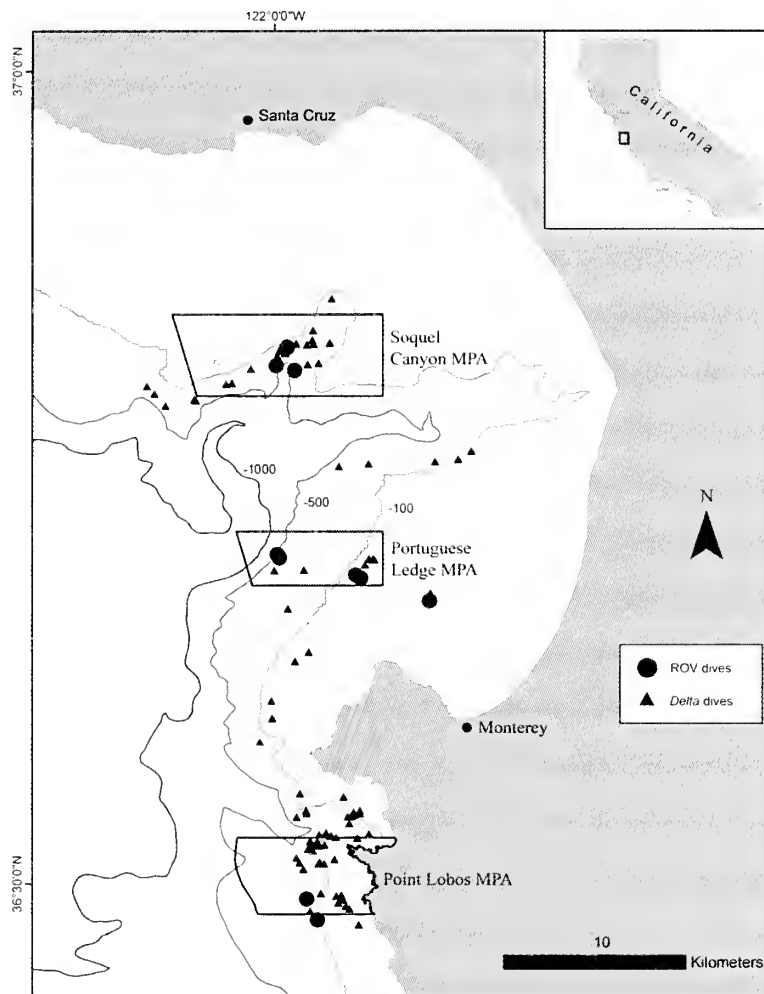 122°0'0"W
37°0'0"N
Santa Cruz
California
Soquel
Canyon MPA
-1000
-500
-100
N
Portuguese
Ledge MPA
ROV dives
Delta dives
Monterey
36°30'0"N
Point Lobos MPA
10
Kilometers